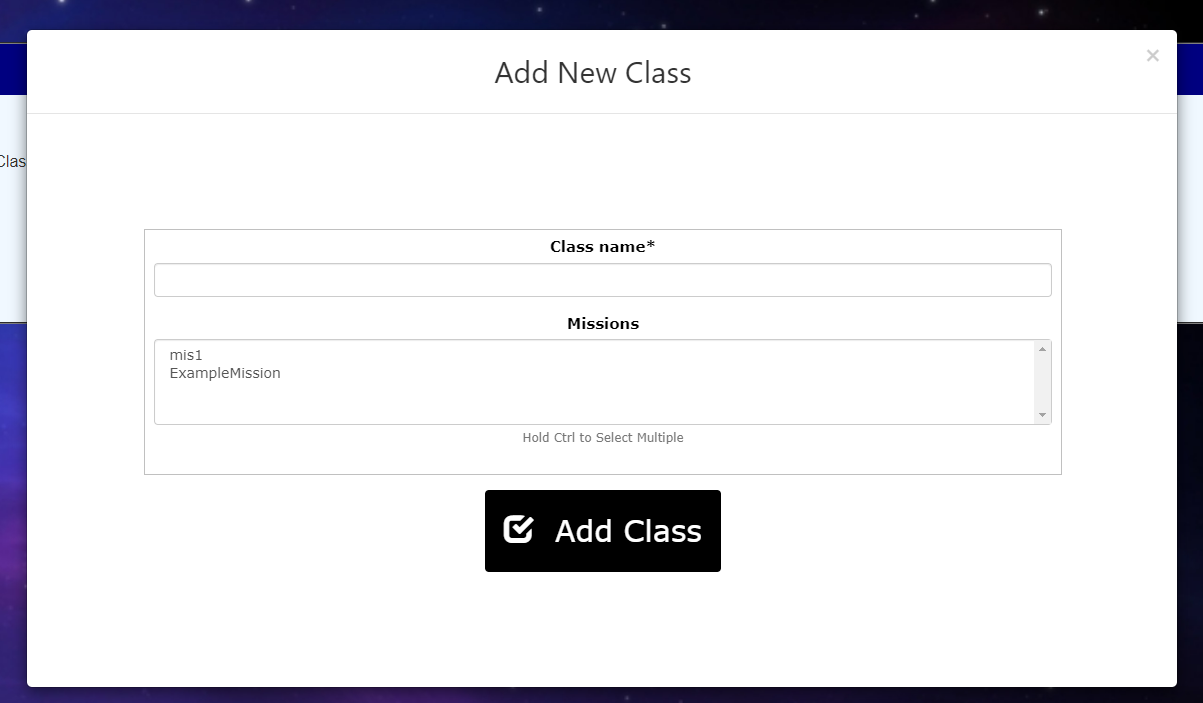 Add New Class
×
Clas
Class name*
Missions
mis1
ExampleMission
Hold Ctrl to Select Multiple
Add Class